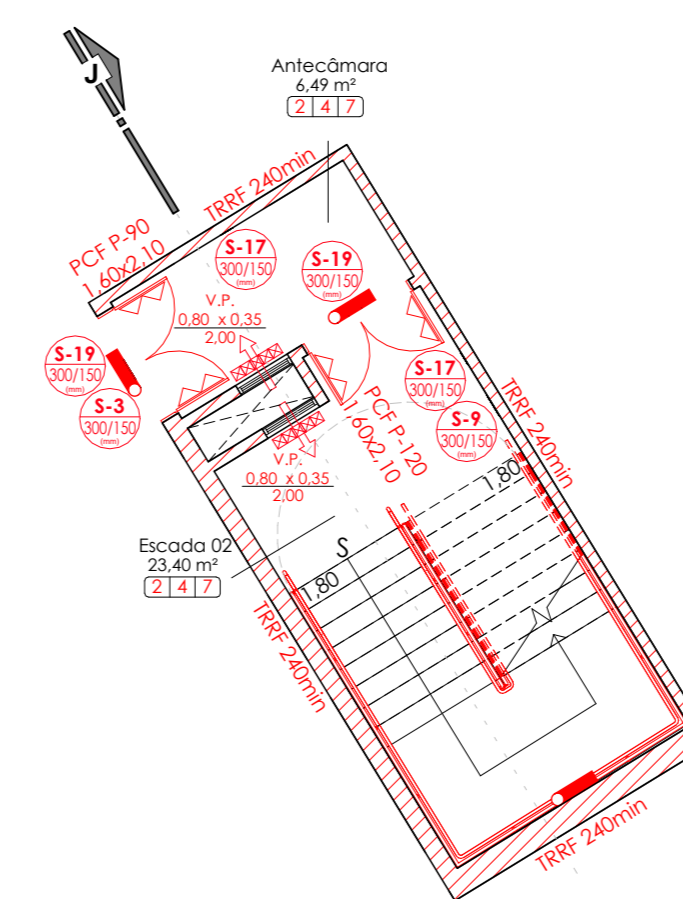 J
Antecâmara
6,49 m²
2 4 7
TRRF 240min
PCF P-90
1,60x2,10
S-17
300/150
(mm)
S-19
300/150
(mm)
V.P.
0,80 x 0,35
2,00
S-19
300/150
(mm)
S-3
300/150
(mm)
S-17
300/150
(mm)
S-9
300/150
(mm)
PCF P-120
1,60x2,10
TRRF 240min
V.P.
0,80 x 0,35
2,00
1,80
Escada 02
23,40 m²
2 4 7
S
1,80
TRRF 240min
TRRF 240min